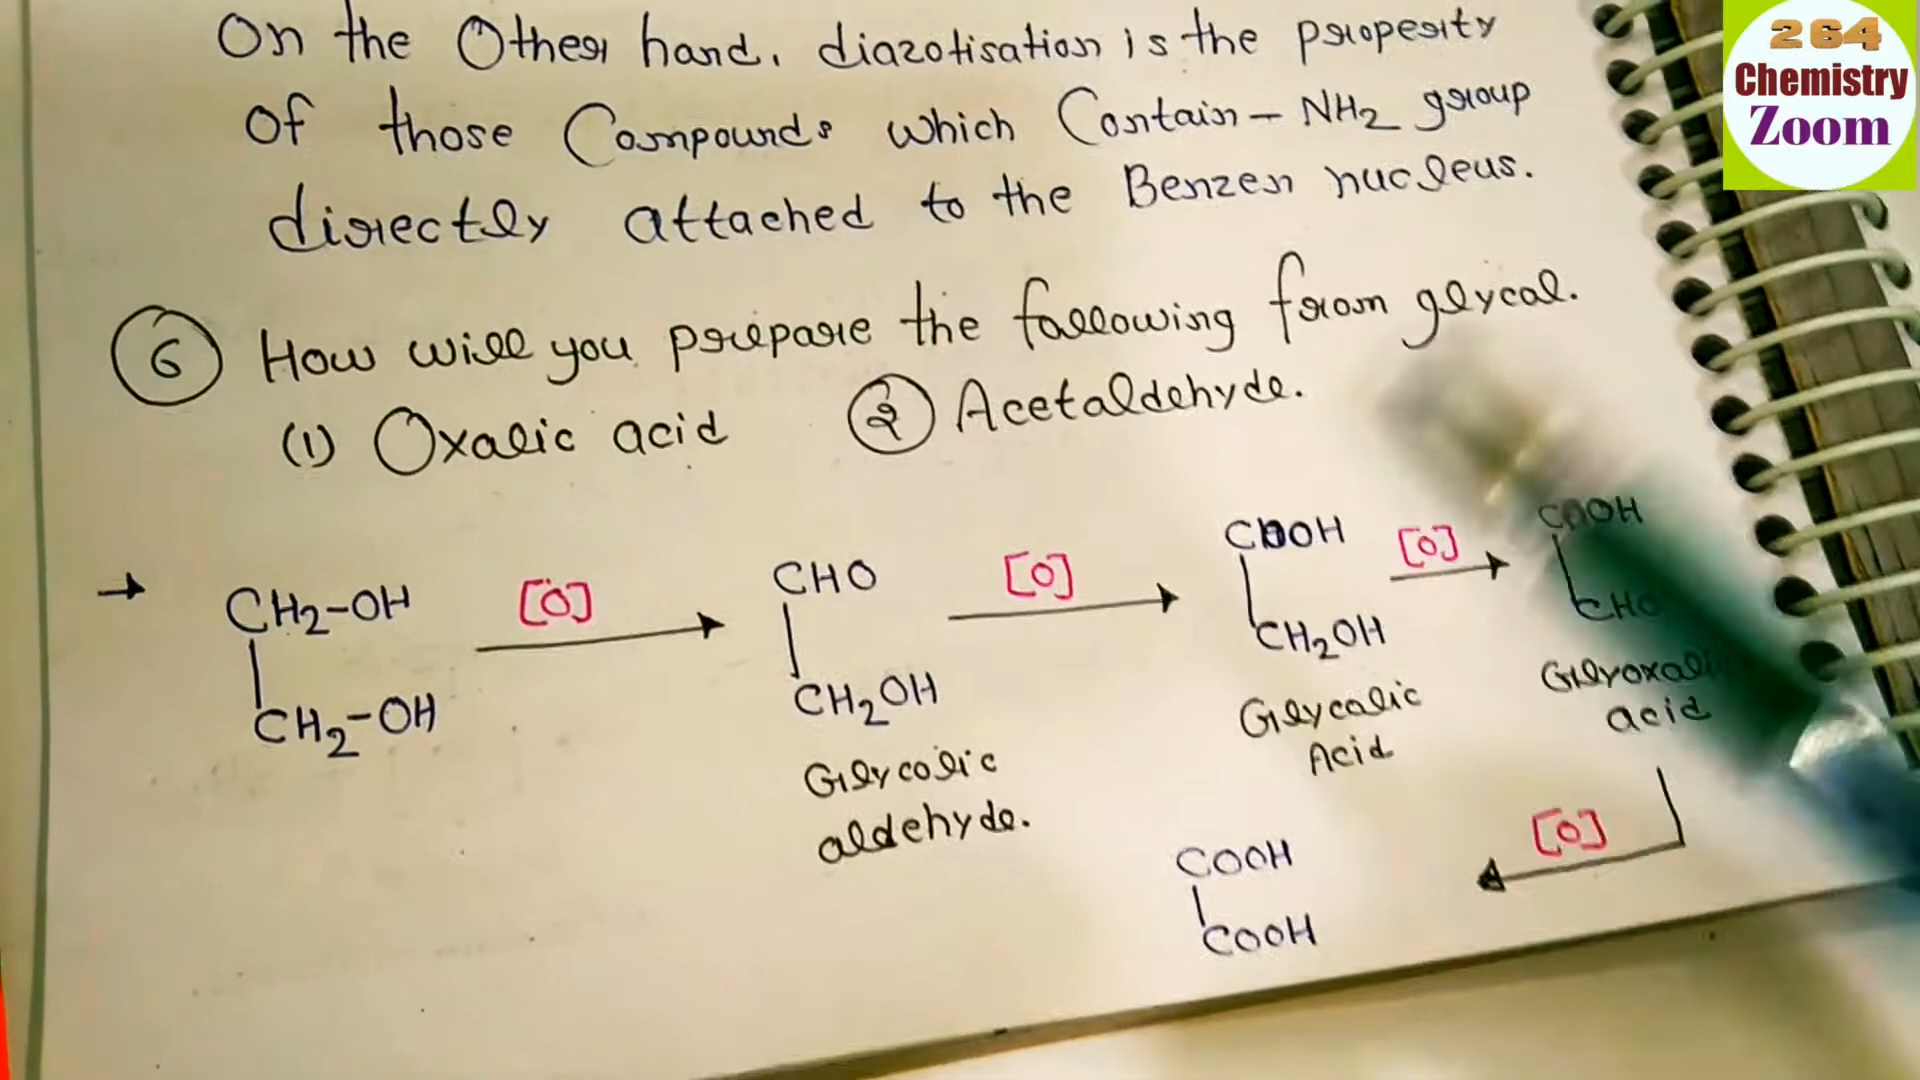 On the Other hand, diazotisation is the property
Of those Compounds which Contain - NH2 group
directly attached to the Benzen nucleus.
6 How will you prepare the following from glycol.
(1) Oxalic acid 2 Acetaldehyde.
→ CH2-OH [O] CHO [O] COOH [O] COOH
CH2-OH CH2OH CH2OH CHO
Glycolic aldehyde.
Glycolic Acid
acid
[O]
COOH
COOH
264
Chemistry
Zoom